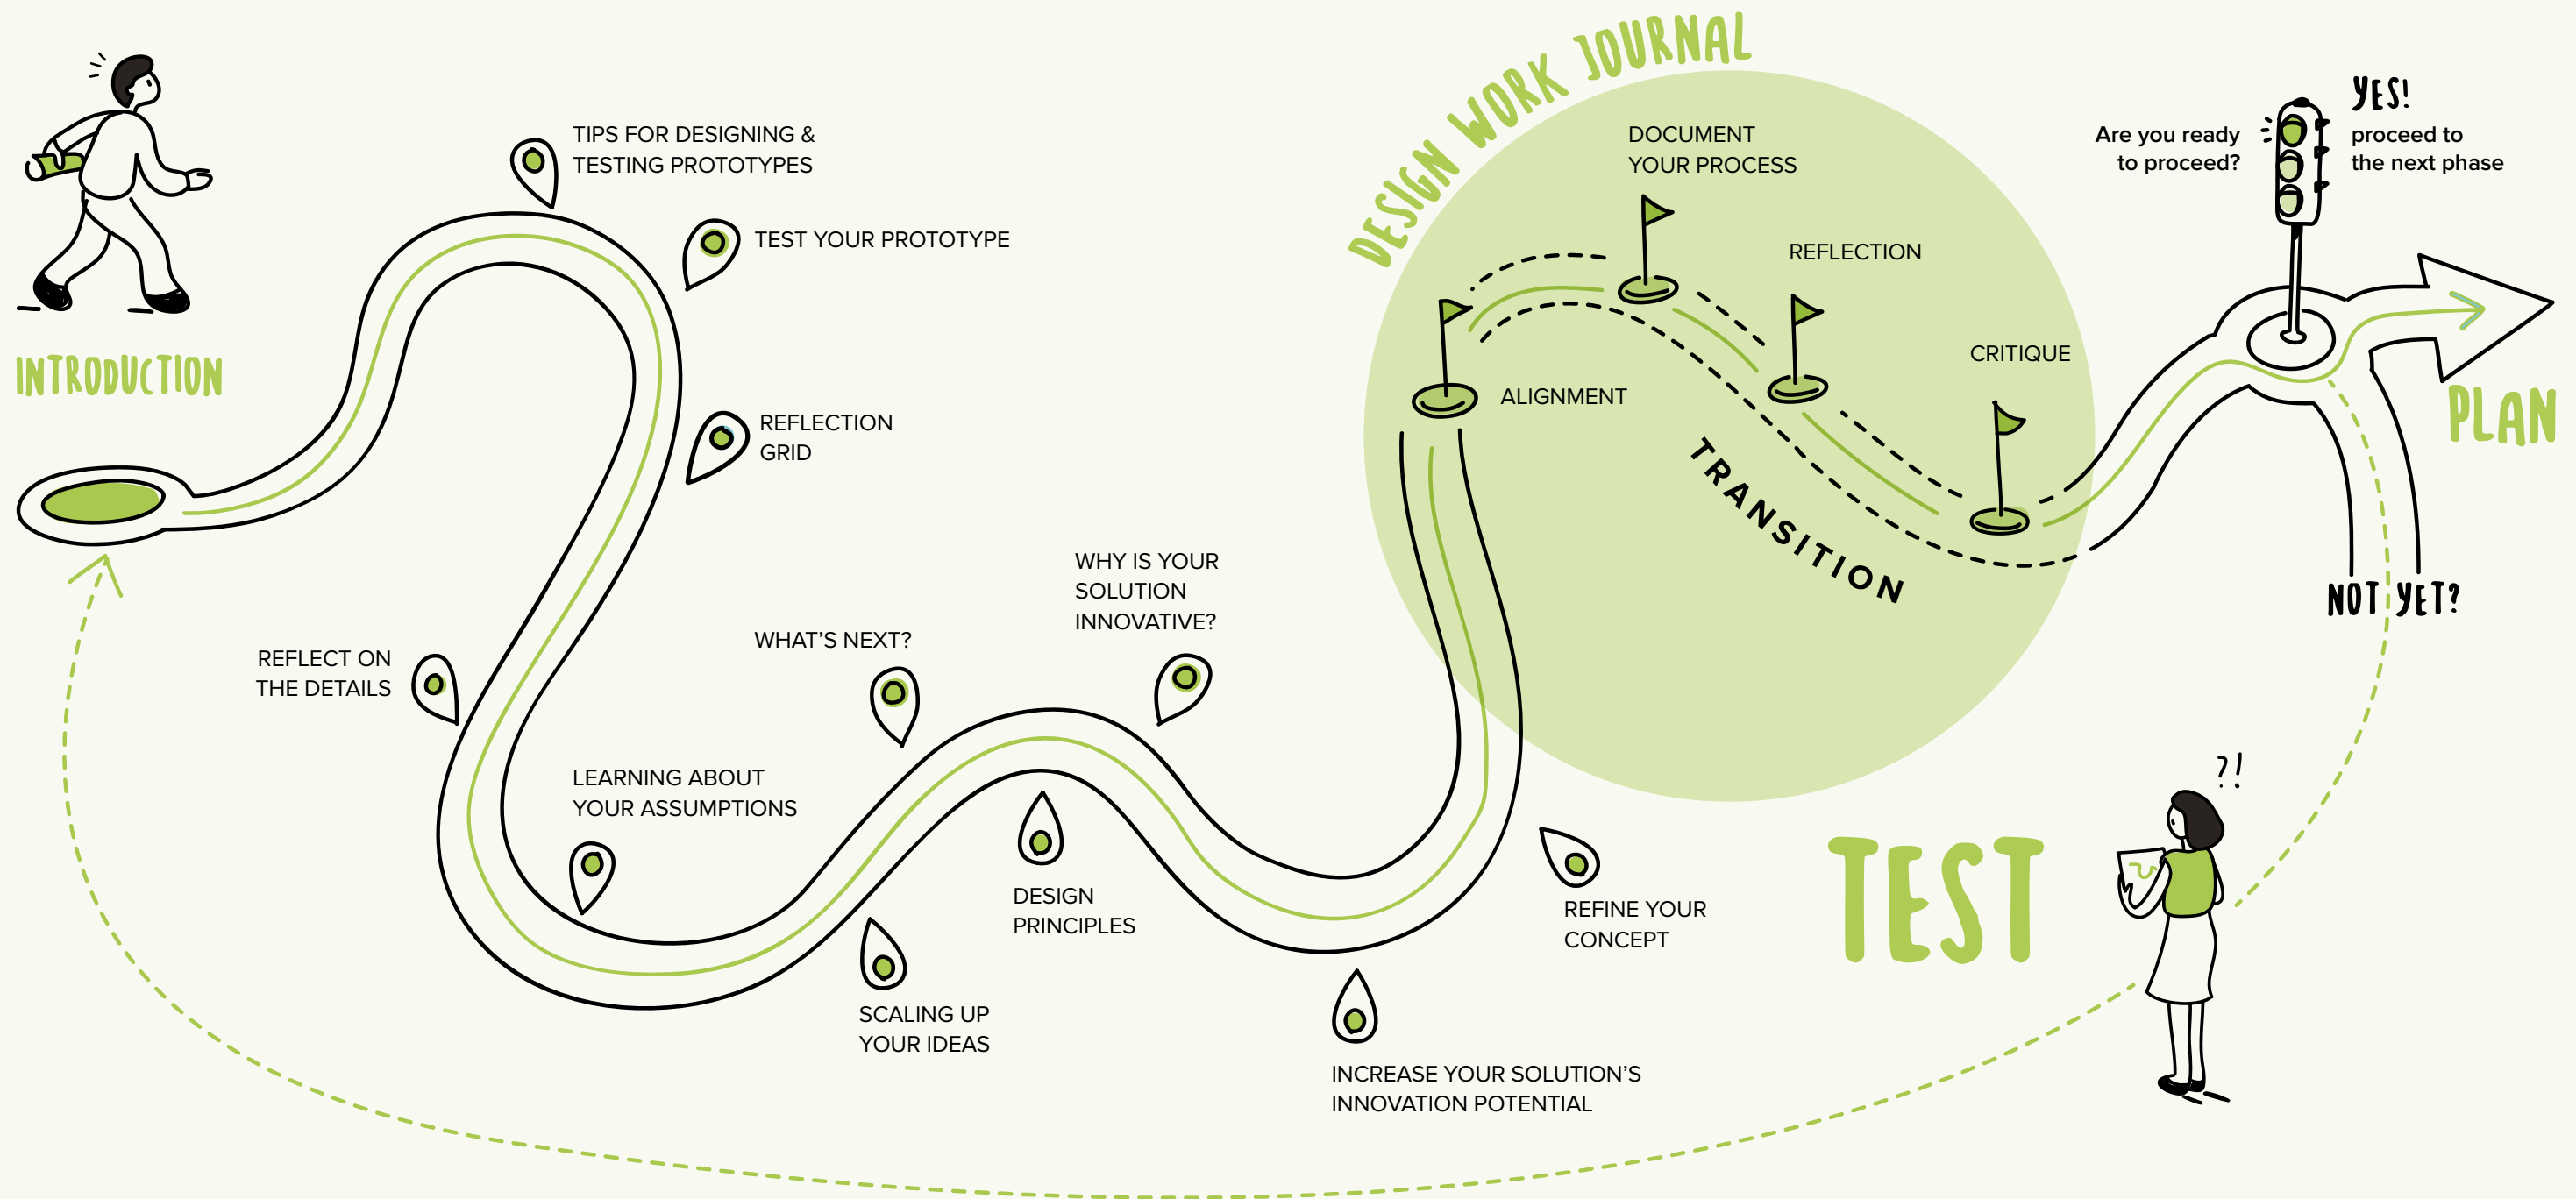 INTRODUCTION
TIPS FOR DESIGNING &
TESTING PROTOTYPES
TEST YOUR PROTOTYPE
REFLECTION
GRID
REFLECT ON
THE DETAILS
LEARNING ABOUT
YOUR ASSUMPTIONS
WHAT’S NEXT?
SCALING UP
YOUR IDEAS
DESIGN
PRINCIPLES
WHY IS YOUR
SOLUTION
INNOVATIVE?
INCREASE YOUR SOLUTION’S
INNOVATION POTENTIAL
REFINE YOUR
CONCEPT
DESIGN WORK JOURNAL
ALIGNMENT
DOCUMENT
YOUR PROCESS
REFLECTION
CRITIQUE
TRANSITION
Are you ready
to proceed?
YES!
proceed to
the next phase
PLAN
NOT YET?
?!
TEST